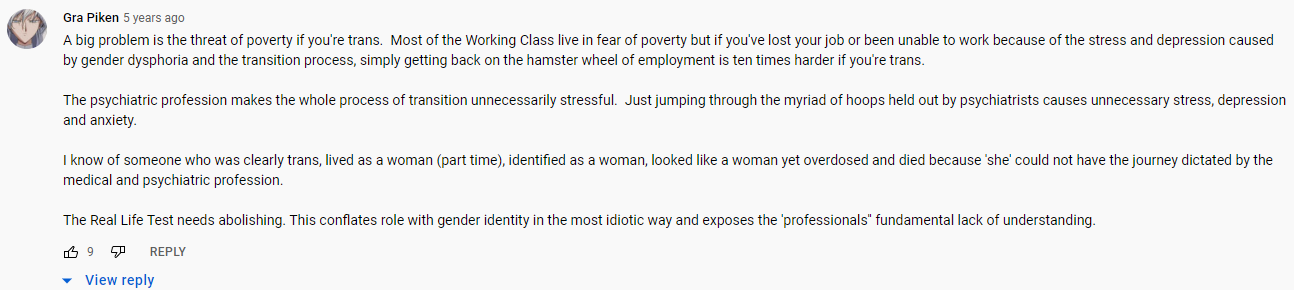 Gra Piken 5 years ago
A big problem is the threat of poverty if you're trans.  Most of the Working Class live in fear of poverty but if you've lost your job or been unable to work because of the stress and depression caused
by gender dysphoria and the transition process, simply getting back on the hamster wheel of employment is ten times harder if you're trans.
The psychiatric profession makes the whole process of transition unnecessarily stressful.  Just jumping through the myriad of hoops held out by psychiatrists causes unnecessary stress, depression
and anxiety.
I know of someone who was clearly trans, lived as a woman (part time), identified as a woman, looked like a woman yet overdosed and died because 'she' could not have the journey dictated by the
medical and psychiatric profession.
The Real Life Test needs abolishing. This conflates role with gender identity in the most idiotic way and exposes the 'professionals" fundamental lack of understanding.
9 REPLY
View reply